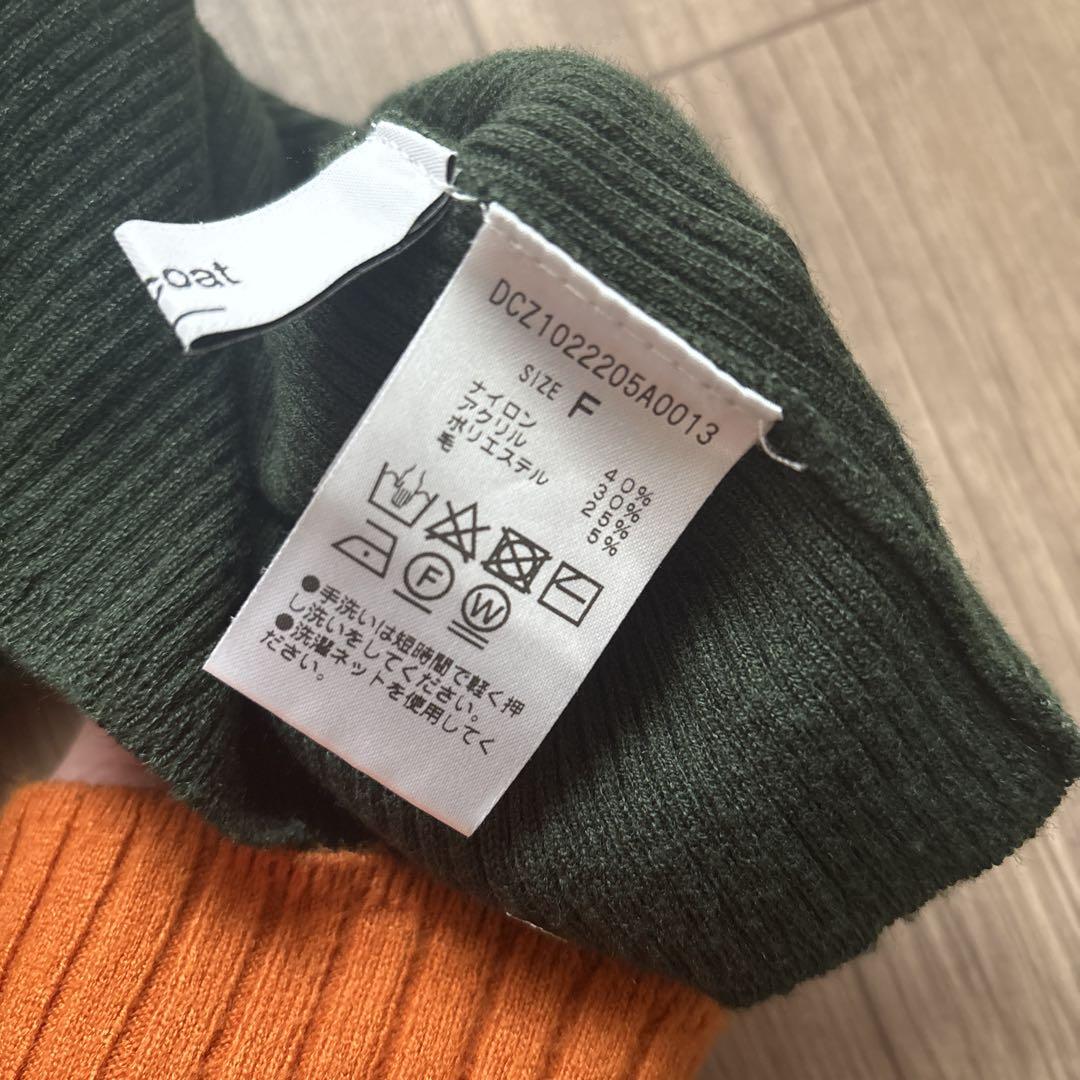 oat
DCZ1022205A0013
SIZE F
ナイロン 40%
アクリル 30%
ポリエステル 25%
毛 5%
F W
●手洗いは短時間で軽く押
し洗いをしてください。
●洗濯ネットを使用してく
ださい。